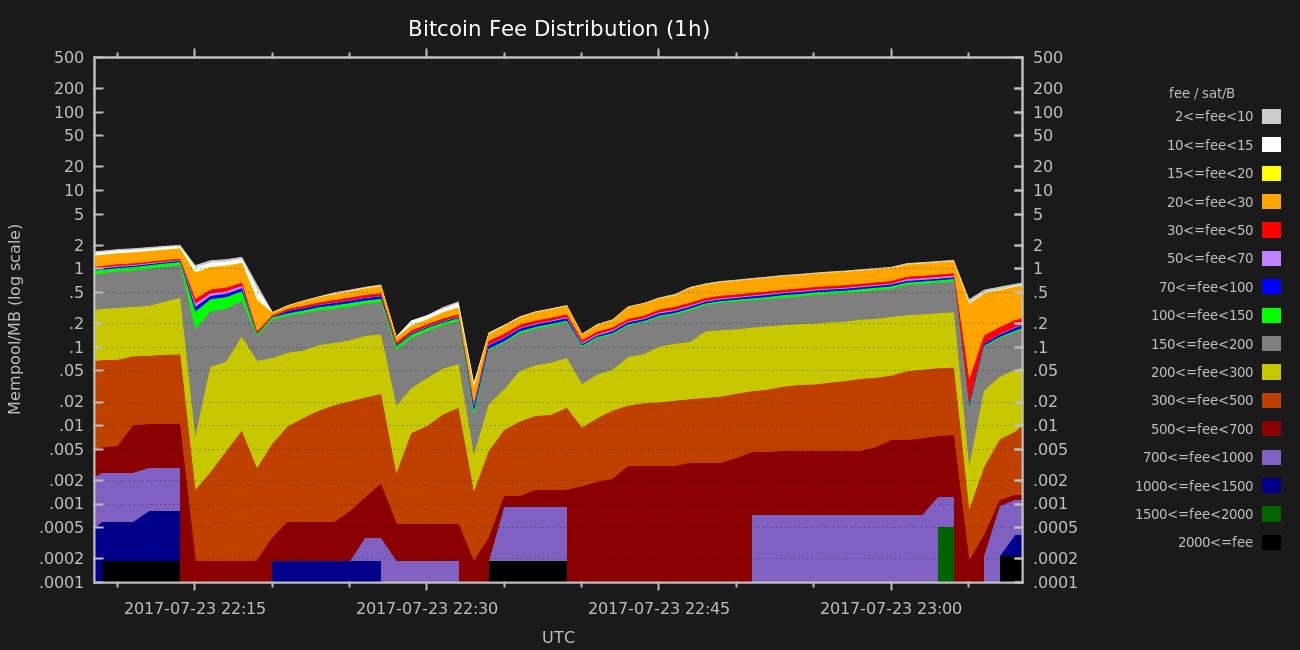 Bitcoin Fee Distribution (1h)
Mempool/MB (log scale)
500
200
100
50
20
10
5
2
1
.5
.2
.1
.05
.02
.01
.005
.002
.001
.0005
.0002
.0001
500
200
100
50
20
10
5
2
1
.5
.2
.1
.05
.02
.01
.005
.002
.001
.0005
.0002
.0001
2017-07-23 22:15
2017-07-23 22:30
2017-07-23 22:45
2017-07-23 23:00
UTC
fee / sat/B
2<=fee<10
10<=fee<15
15<=fee<20
20<=fee<30
30<=fee<50
50<=fee<70
70<=fee<100
100<=fee<150
150<=fee<200
200<=fee<300
300<=fee<500
500<=fee<700
700<=fee<1000
1000<=fee<1500
1500<=fee<2000
2000<=fee